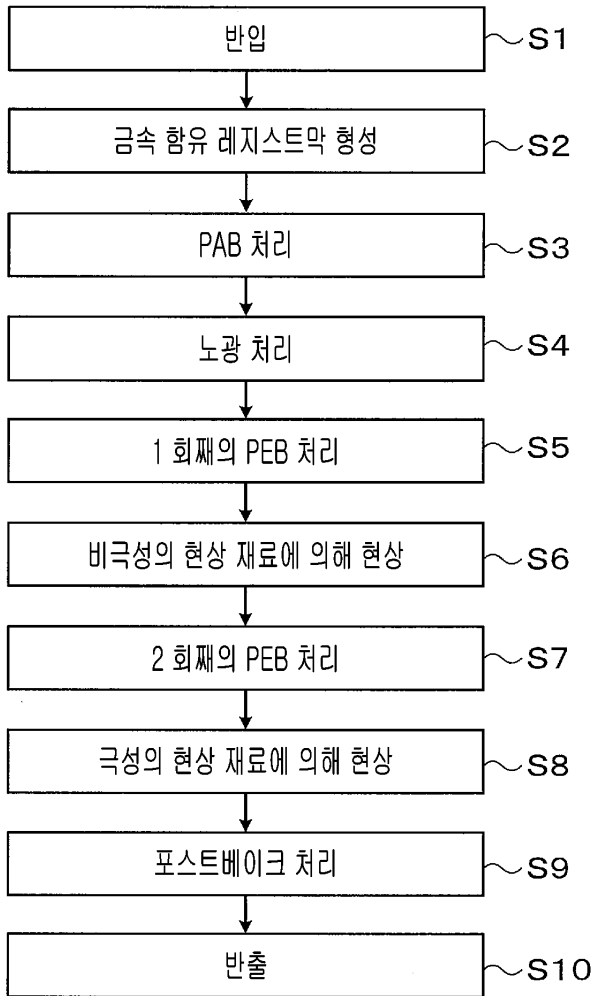 반입 S1
금속 함유 레지스트막 형성 S2
PAB 처리 S3
노광 처리 S4
1 회째의 PEB 처리 S5
비극성의 현상 재료에 의해 현상 S6
2 회째의 PEB 처리 S7
극성의 현상 재료에 의해 현상 S8
포스트베이크 처리 S9
반출 S10